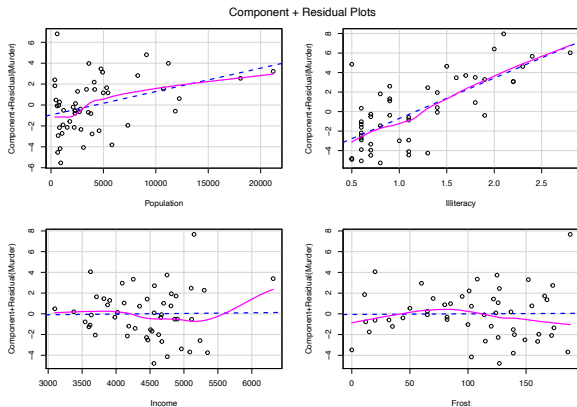 Component + Residual Plots
Component+Residual(Murder)
6
4
2
0
-2
-4
-6
0 5000 10000 15000 20000
Population
Component+Residual(Murder)
8
6
4
2
0
-2
-4
0.5 1.0 1.5 2.0 2.5
Illiteracy
Component+Residual(Murder)
8
6
4
2
0
-2
-4
3000 3500 4000 4500 5000 5500 6000
Income
Component+Residual(Murder)
8
6
4
2
0
-2
-4
0 50 100 150
Frost